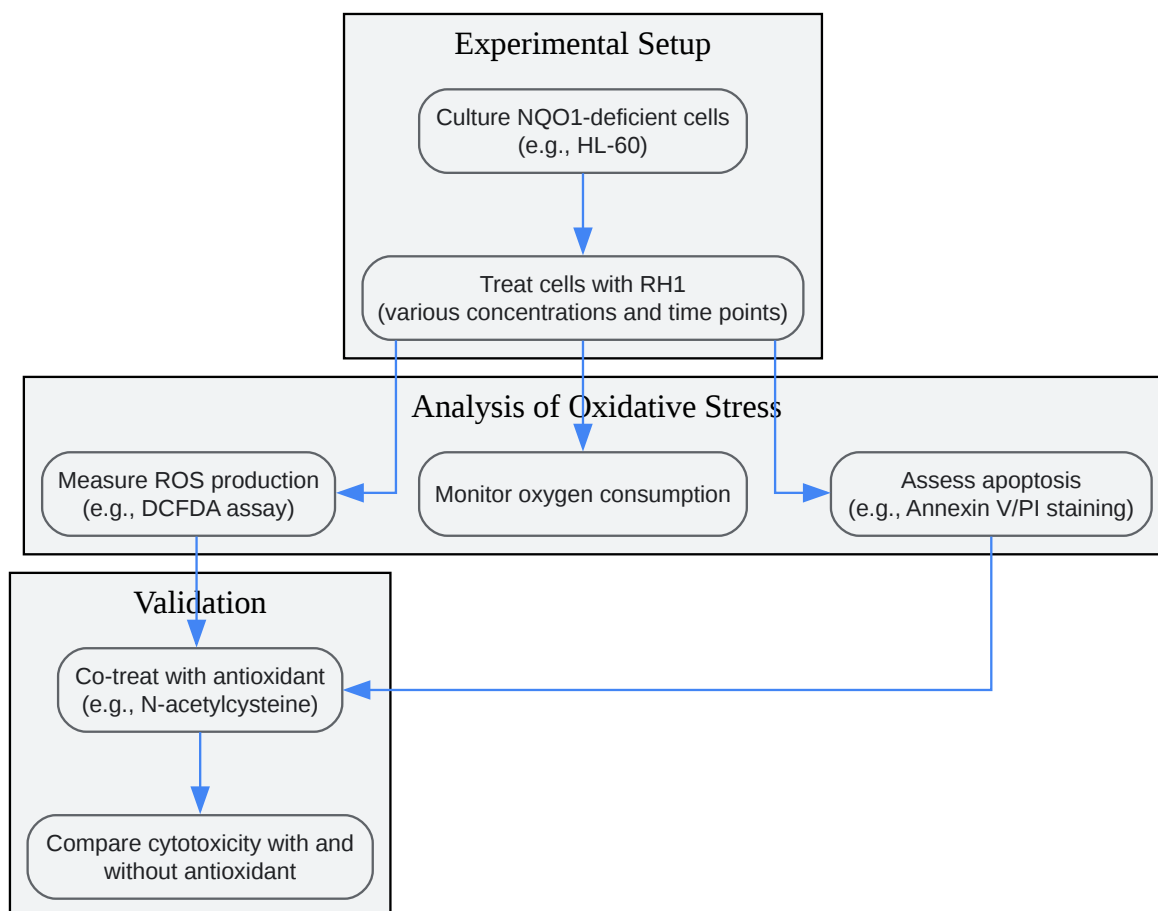 Experimental Setup
Culture NQO1-deficient cells
(e.g., HL-60)
Treat cells with RH1
(various concentrations and time points)
Analysis of Oxidative Stress
Measure ROS production
(e.g., DCFDA assay)
Monitor oxygen consumption
Assess apoptosis
(e.g., Annexin V/PI staining)
Validation
Co-treat with antioxidant
(e.g., N-acetylcysteine)
Compare cytotoxicity with and
without antioxidant